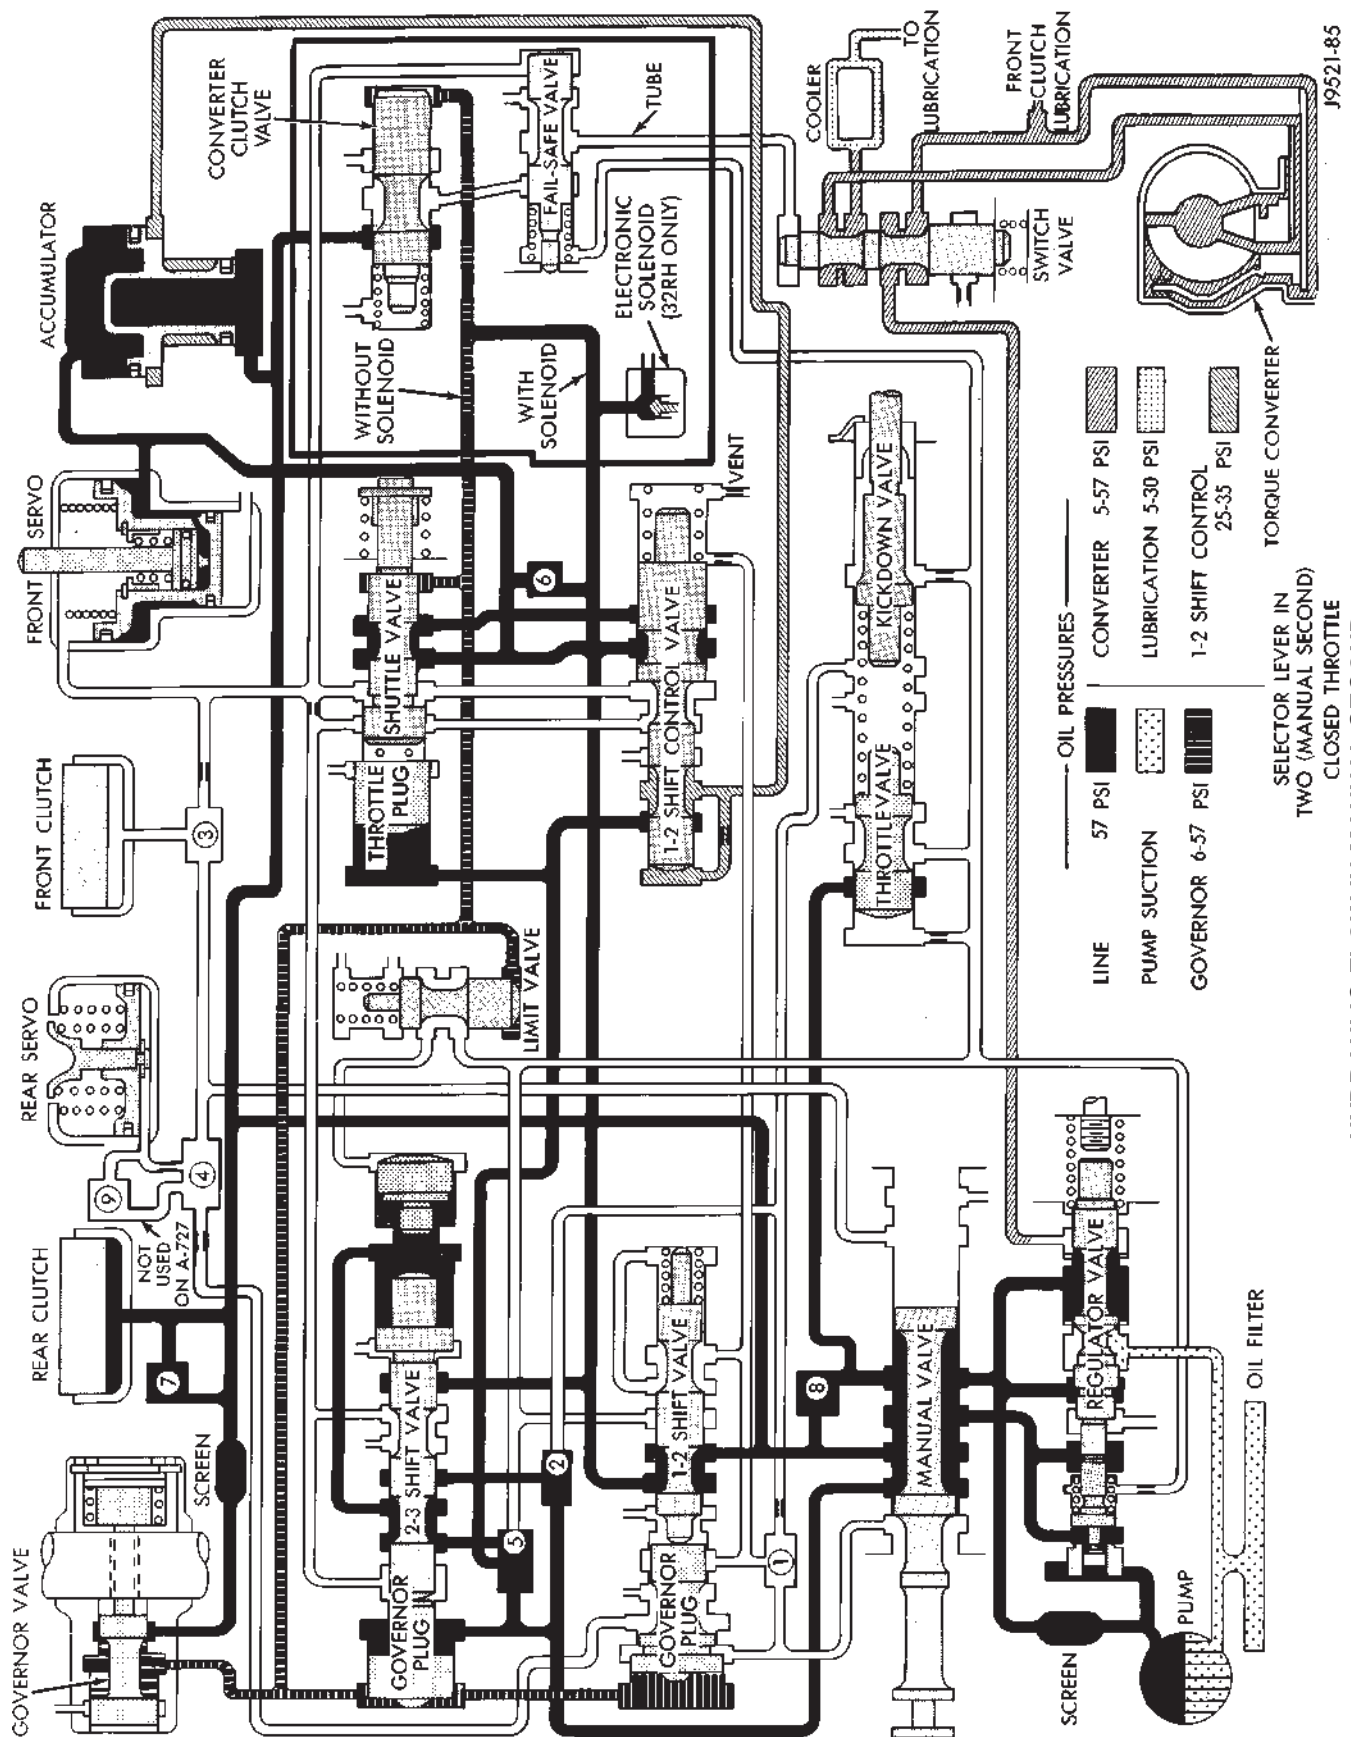 GOVERNOR VALVE
SCREEN
REAR CLUTCH
7
NOT
USED
ON A-727
9
4
REAR SERVO
FRONT CLUTCH
3
FRONT SERVO
ACCUMULATOR
CONVERTER
CLUTCH
VALVE
GOVERNOR
PLUG
2-3 SHIFT VALVE
5
2
LIMIT VALVE
THROTTLE
PLUG
SHUTTLE VALVE
WITHOUT
SOLENOID
WITH
SOLENOID
6
FAIL-SAFE VALVE
TUBE
ELECTRONIC
SOLENOID
(32RH ONLY)
GOVERNOR
PLUG
1-2 SHIFT VALVE
1
8
1-2 SHIFT CONTROL VALVE
VENT
MANUAL VALVE
THROTTLE VALVE
KICKDOWN VALVE
SWITCH
VALVE
COOLER
TO
LUBRICATION
FRONT
CLUTCH
LUBRICATION
SCREEN
PUMP
REGULATOR VALVE
OIL FILTER
OIL PRESSURES
LINE 57 PSI
PUMP SUCTION
GOVERNOR 6-57 PSI
CONVERTER 5-57 PSI
LUBRICATION 5-30 PSI
1-2 SHIFT CONTROL
25-35 PSI
TORQUE CONVERTER
SELECTOR LEVER IN
TWO (MANUAL SECOND)
CLOSED THROTTLE
J9521-85